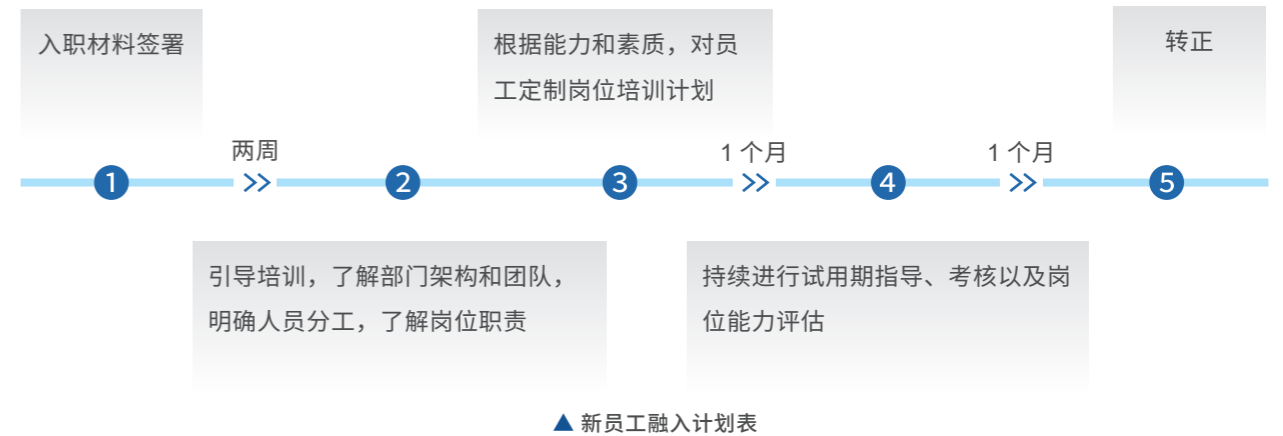 入职材料签署
根据能力和素质，对员
工定制岗位培训计划
转正
两周
1 个月
1 个月
1
2
3
4
5
引导培训，了解部门架构和团队，
明确人员分工，了解岗位职责
持续进行试用期指导、考核以及岗
位能力评估
▲ 新员工融入计划表